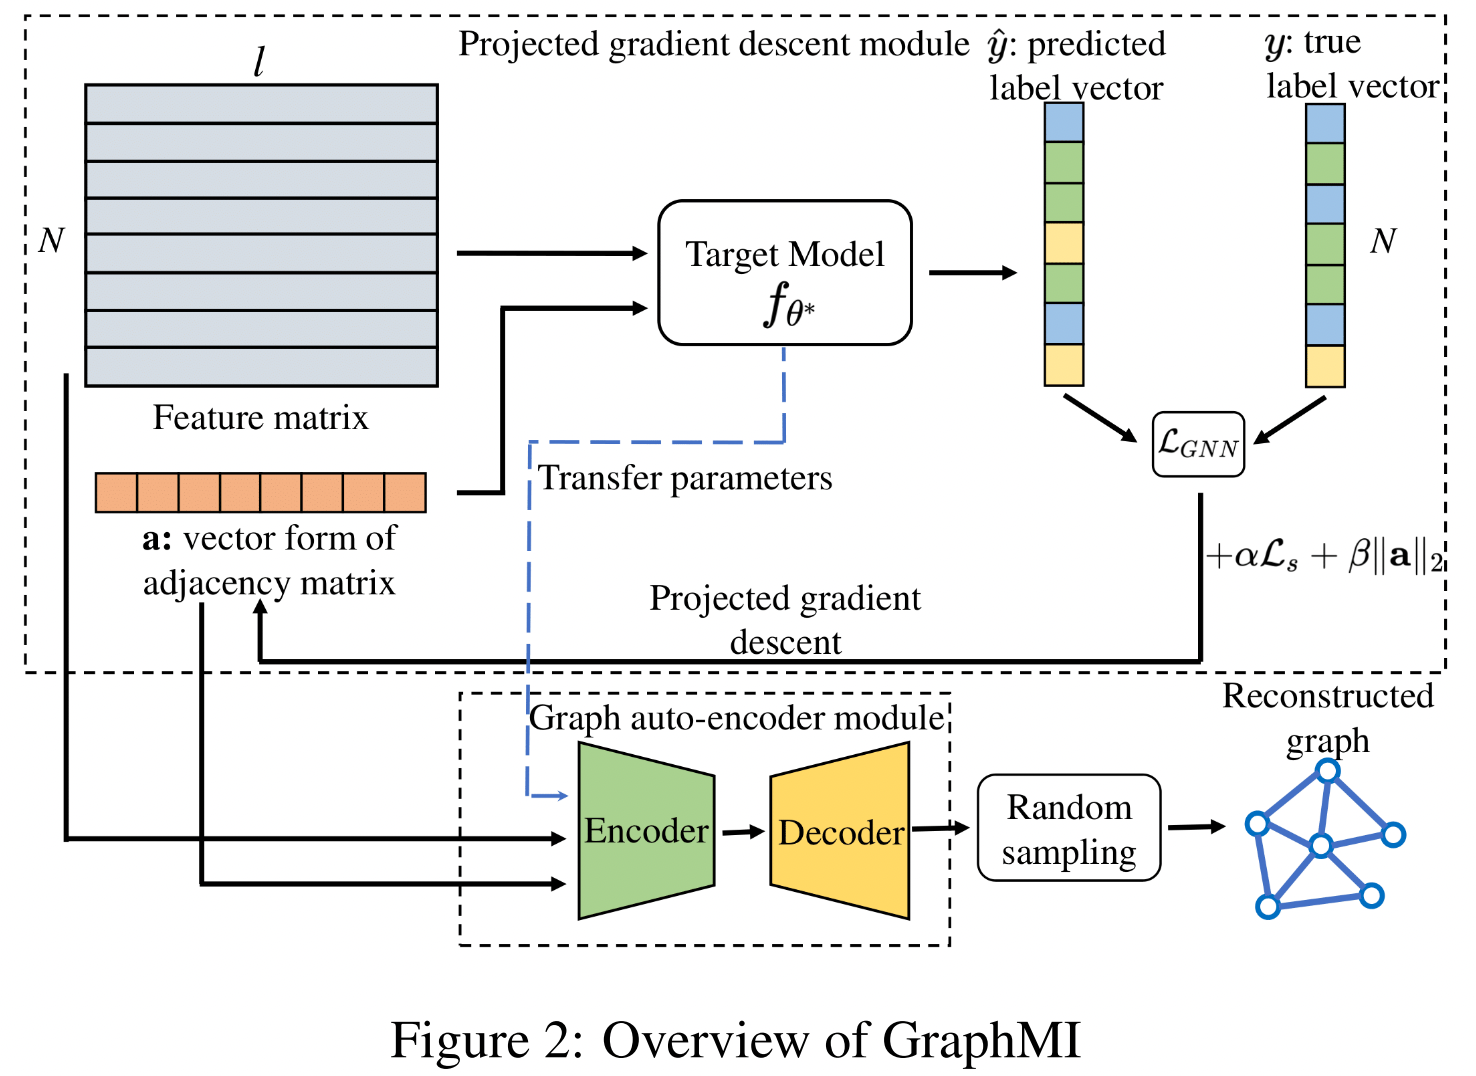 Projected gradient descent module
ŷ: predicted
label vector
y: true
label vector
l
N
Feature matrix
Target Model
f_θ*
N
a: vector form of
adjacency matrix
Transfer parameters
ℒ_GNN
+αℒ_s + β‖a‖_2
Projected gradient
descent
Graph auto-encoder module
Encoder
Decoder
Random
sampling
Reconstructed
graph
Figure 2: Overview of GraphMI